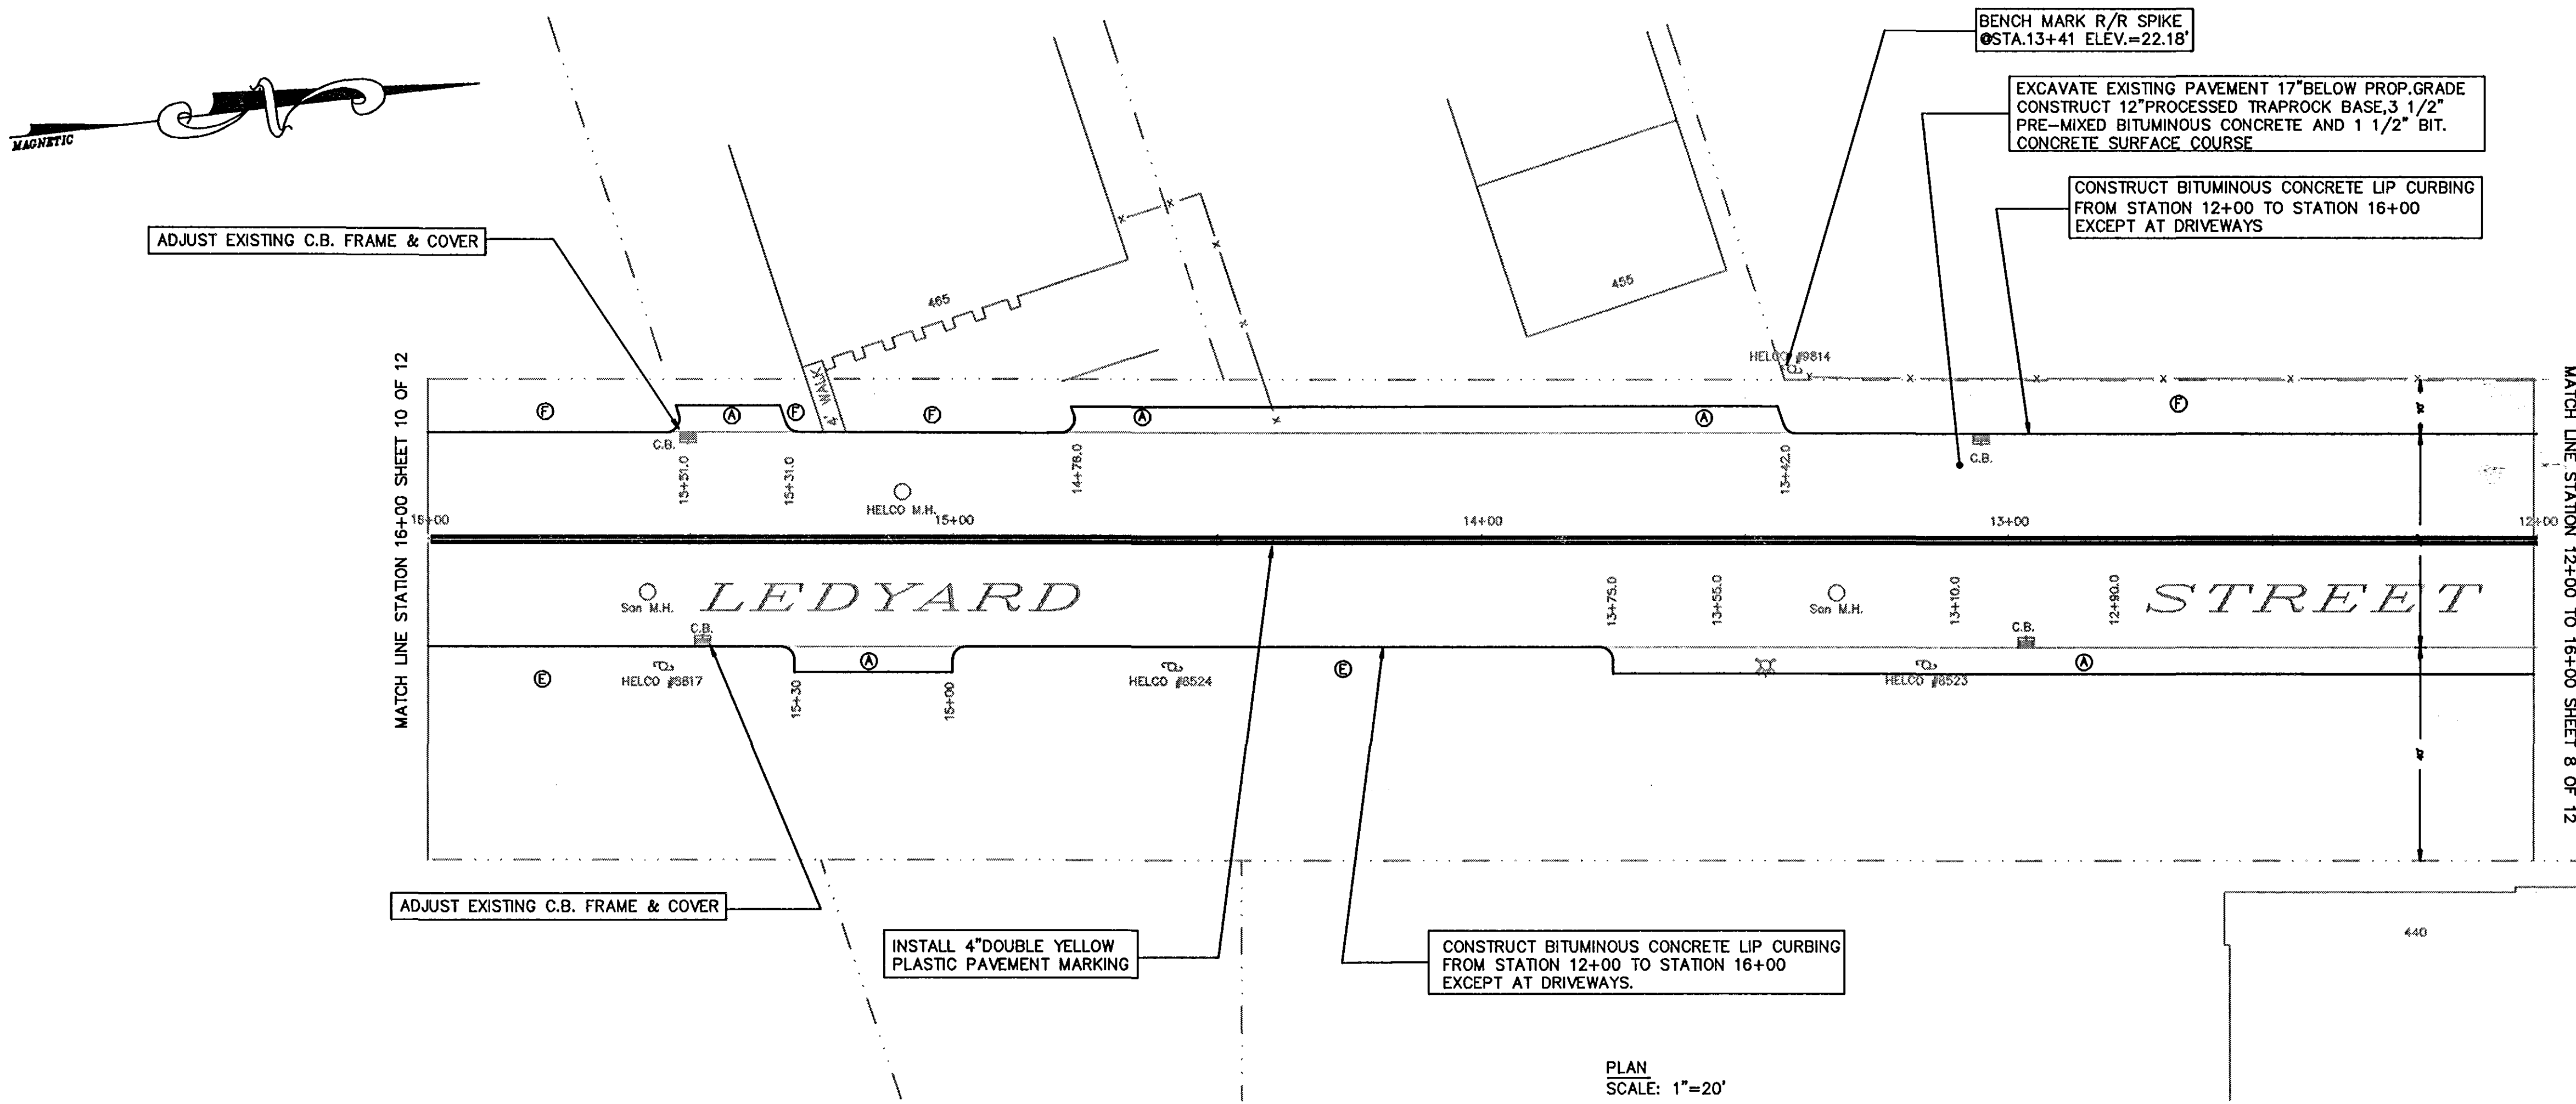 BENCH MARK R/R SPIKE
@STA.13+41 ELEV.=22.18'
EXCAVATE EXISTING PAVEMENT 17"BELOW PROP.GRADE
CONSTRUCT 12"PROCESSED TRAPROCK BASE,3 1/2"
PRE-MIXED BITUMINOUS CONCRETE AND 1 1/2" BIT.
CONCRETE SURFACE COURSE
MAGNETIC
CONSTRUCT BITUMINOUS CONCRETE LIP CURBING
FROM STATION 12+00 TO STATION 16+00
EXCEPT AT DRIVEWAYS
ADJUST EXISTING C.B. FRAME & COVER
465
455
HELCO #9814
4' WALK
F
A
F
F
A
A
F
C.B.
C.B.
15+51.0
15+31.0
14+78.0
13+42.0
HELCO M.H.
MATCH LINE STATION 16+00 SHEET 10 OF 12
16+00
15+00
14+00
13+00
12+00
MATCH LINE STATION 12+00 TO 16+00 SHEET 8 OF 12
LEDYARD STREET
San M.H.
San M.H.
13+75.0
13+55.0
13+10.0
12+90.0
C.B.
C.B.
E
A
E
A
HELCO #8817
HELCO #8524
HELCO #8523
15+30
15+00
ADJUST EXISTING C.B. FRAME & COVER
INSTALL 4"DOUBLE YELLOW
PLASTIC PAVEMENT MARKING
CONSTRUCT BITUMINOUS CONCRETE LIP CURBING
FROM STATION 12+00 TO STATION 16+00
EXCEPT AT DRIVEWAYS.
440
PLAN
SCALE: 1"=20'